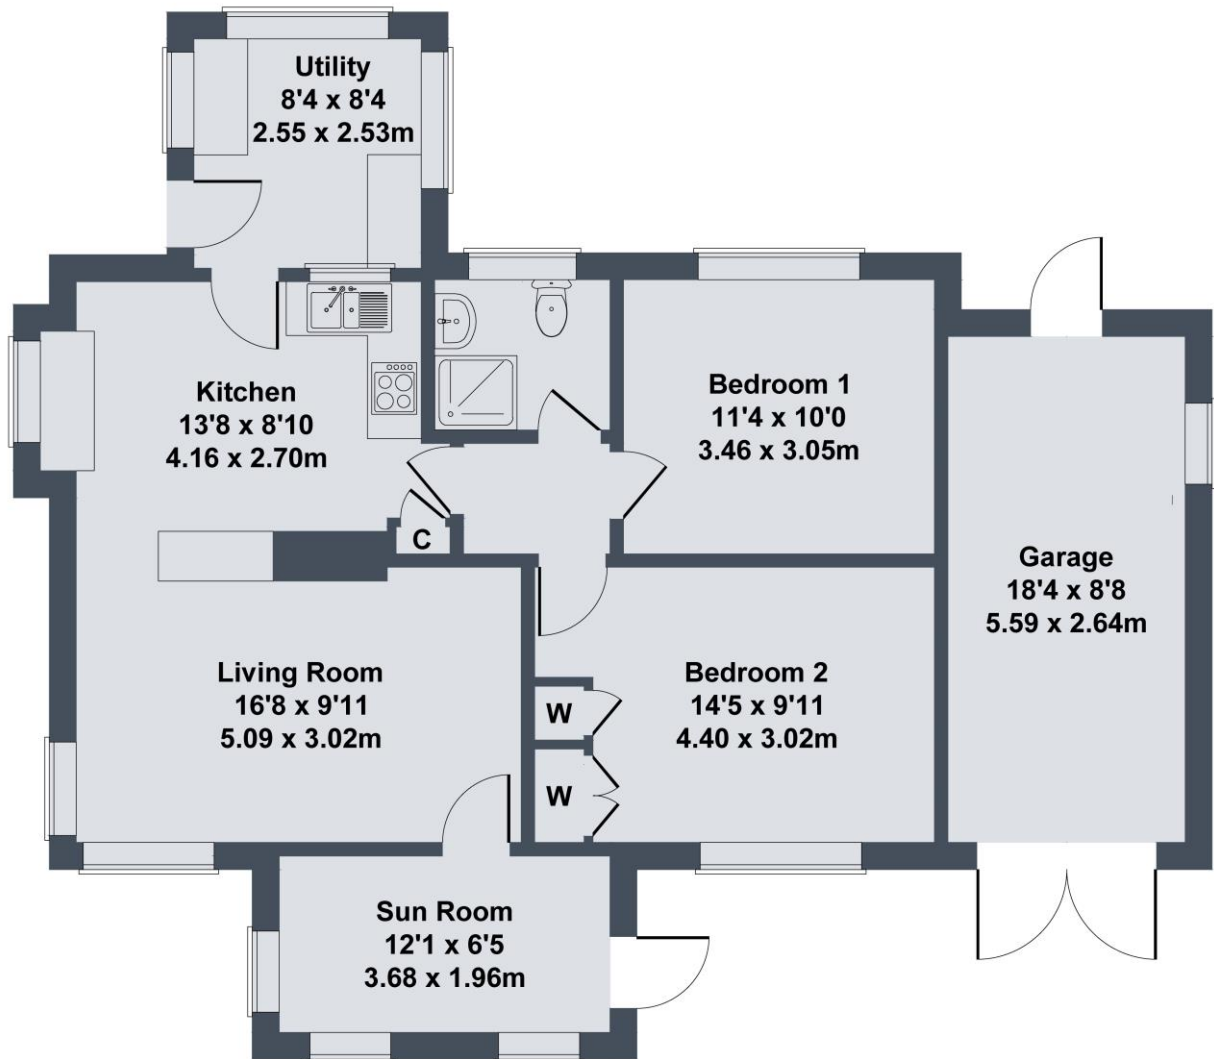 Utility
8'4 x 8'4
2.55 x 2.53m
Kitchen
13'8 x 8'10
4.16 x 2.70m
Bedroom 1
11'4 x 10'0
3.46 x 3.05m
C
Garage
18'4 x 8'8
5.59 x 2.64m
Living Room
16'8 x 9'11
5.09 x 3.02m
Bedroom 2
14'5 x 9'11
4.40 x 3.02m
W
W
Sun Room
12'1 x 6'5
3.68 x 1.96m